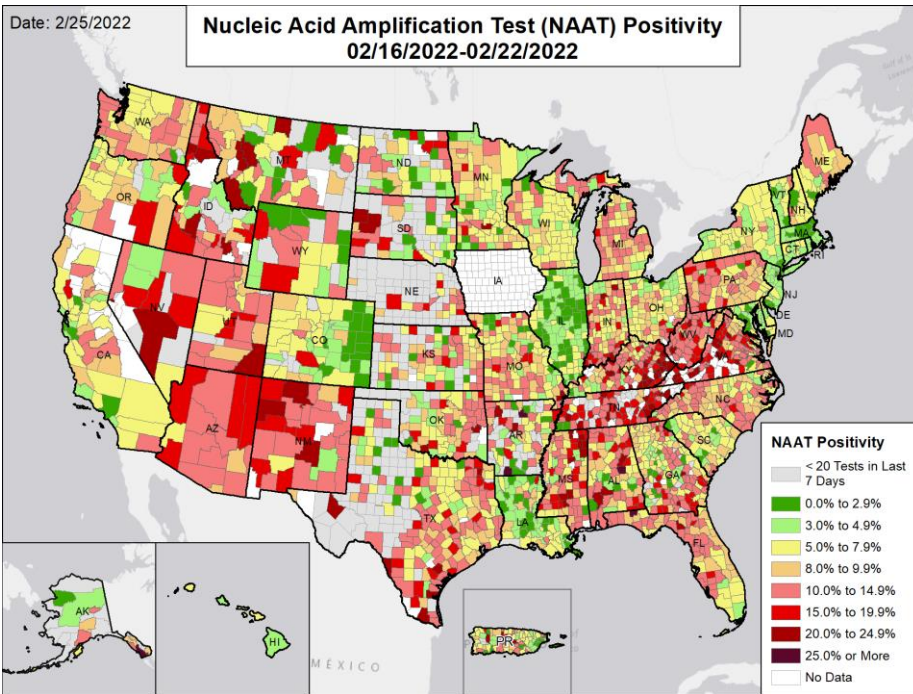 Date: 2/25/2022
Nucleic Acid Amplification Test (NAAT) Positivity
02/16/2022-02/22/2022
WA
MT
ND
MN
ME
OR
ID
WY
SD
WI
MI
VT
NH
NY
MA
CT
RI
NV
UT
CO
NE
IA
IN
OH
PA
NJ
DE
MD
CA
KS
MO
KY
WV
VA
AZ
NM
OK
AR
TN
NC
SC
TX
LA
MS
AL
GA
FL
AK
HI
PR
MEXICO
NAAT Positivity
< 20 Tests in Last
7 Days
0.0% to 2.9%
3.0% to 4.9%
5.0% to 7.9%
8.0% to 9.9%
10.0% to 14.9%
15.0% to 19.9%
20.0% to 24.9%
25.0% or More
No Data